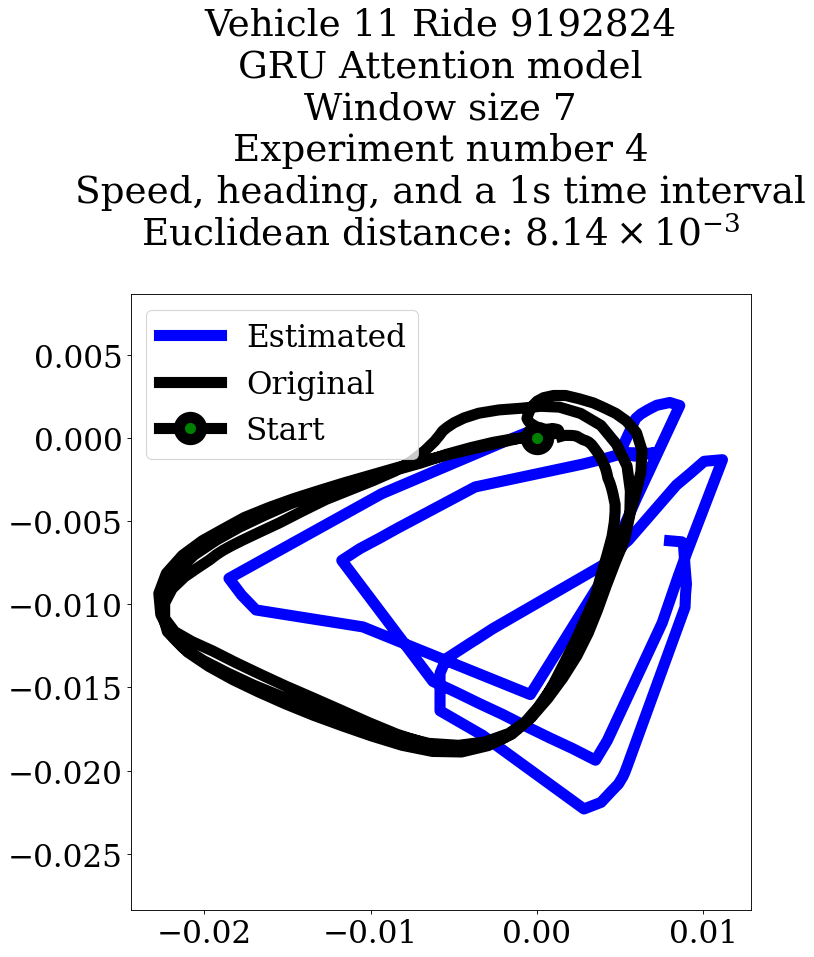 Vehicle 11 Ride 9192824
GRU Attention model
Window size 7
Experiment number 4
Speed, heading, and a 1s time interval
Euclidean distance: 8.14 × 10⁻³
Estimated
Original
Start
0.005
0.000
−0.005
−0.010
−0.015
−0.020
−0.025
−0.02 −0.01 0.00 0.01